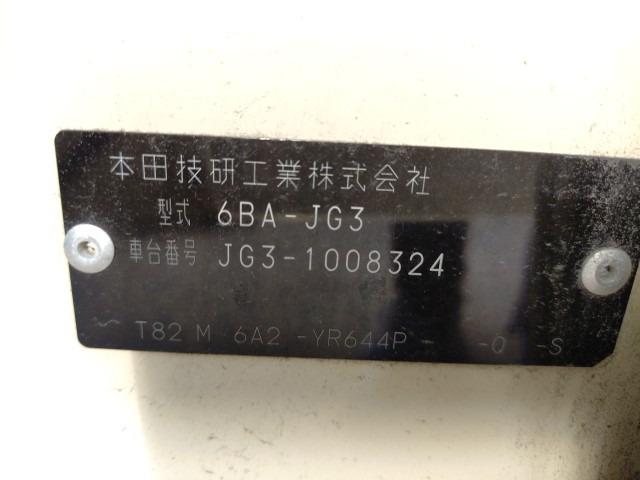 本田技研工業株式会社
型式 6BA-JG3
車台番号 JG3-1008324
T82 M 6A2 -YR644P - -Q -S